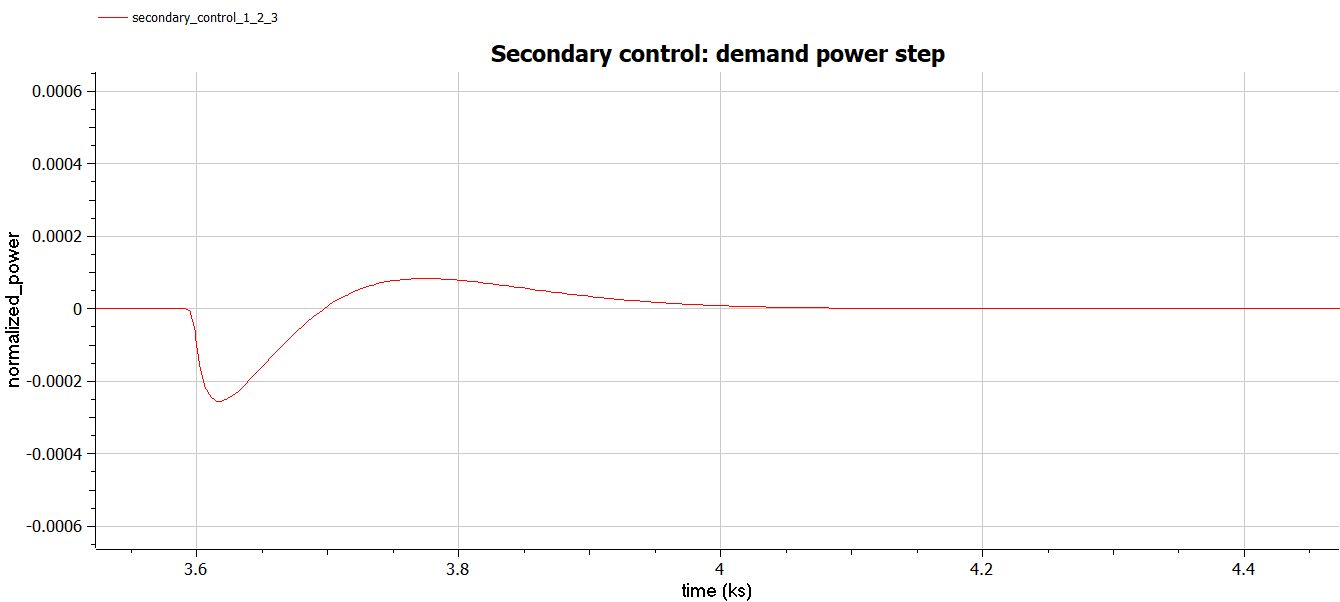 secondary_control_1_2_3
Secondary control: demand power step
normalized_power
0.0006
0.0004
0.0002
0
-0.0002
-0.0004
-0.0006
3.6 3.8 4 4.2 4.4
time (ks)